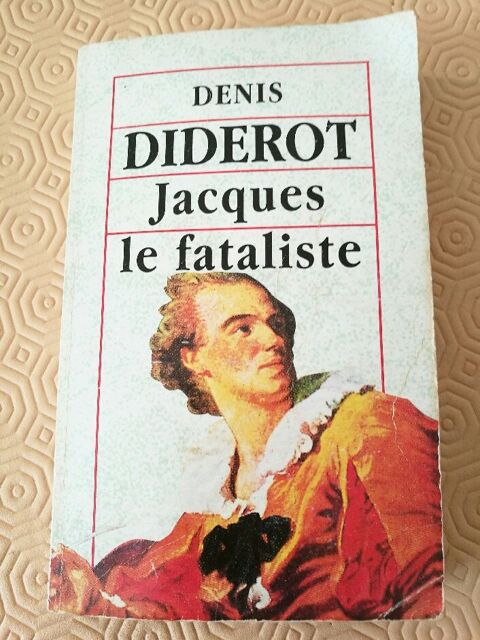 DENIS
DIDEROT
Jacques
le fataliste